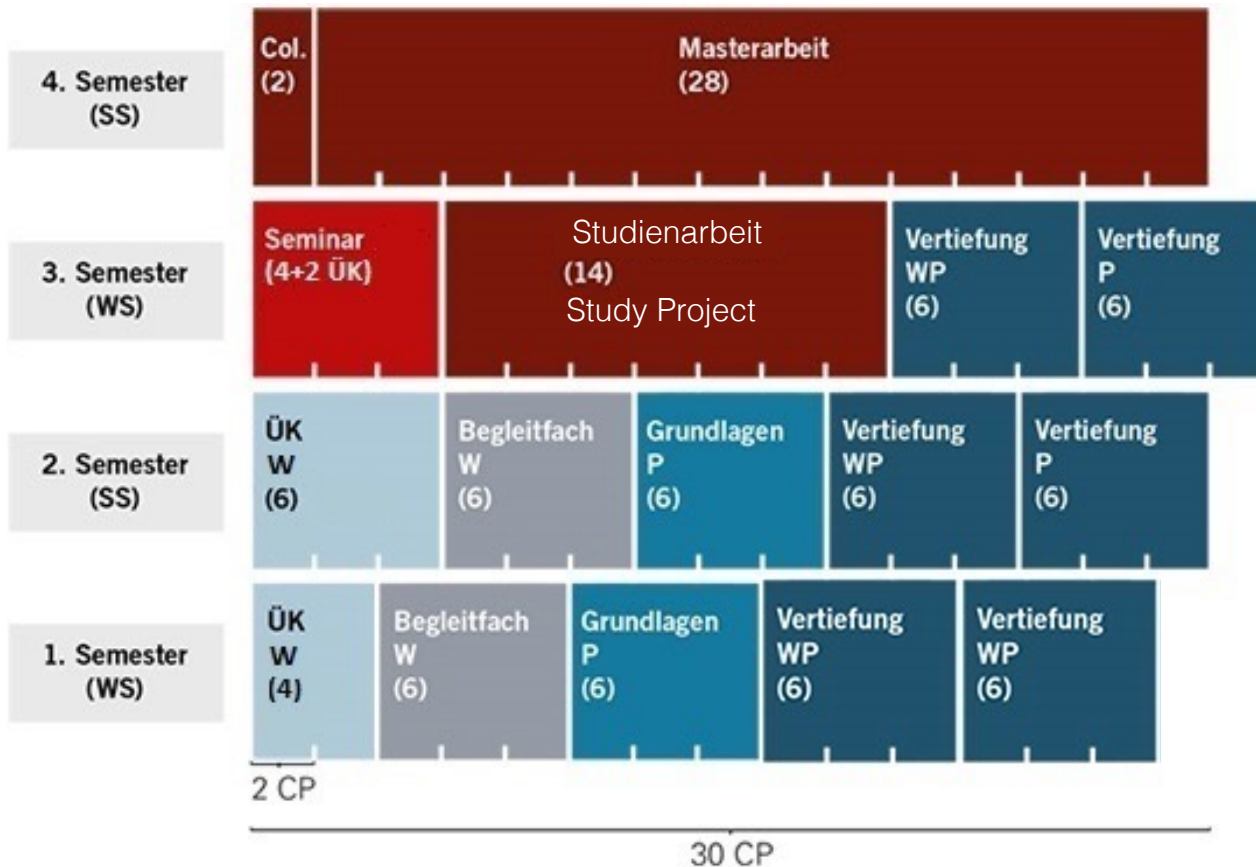 4. Semester
(SS)
Col.
(2)
Masterarbeit
(28)
3. Semester
(WS)
Seminar
(4+2 ÜK)
Studienarbeit
(14)
Study Project
Vertiefung
WP
(6)
Vertiefung
P
(6)
2. Semester
(SS)
ÜK
W
(6)
Begleitfach
W
(6)
Grundlagen
P
(6)
Vertiefung
WP
(6)
Vertiefung
P
(6)
1. Semester
(WS)
ÜK
W
(4)
Begleitfach
W
(6)
Grundlagen
P
(6)
Vertiefung
WP
(6)
Vertiefung
WP
(6)
2 CP
30 CP